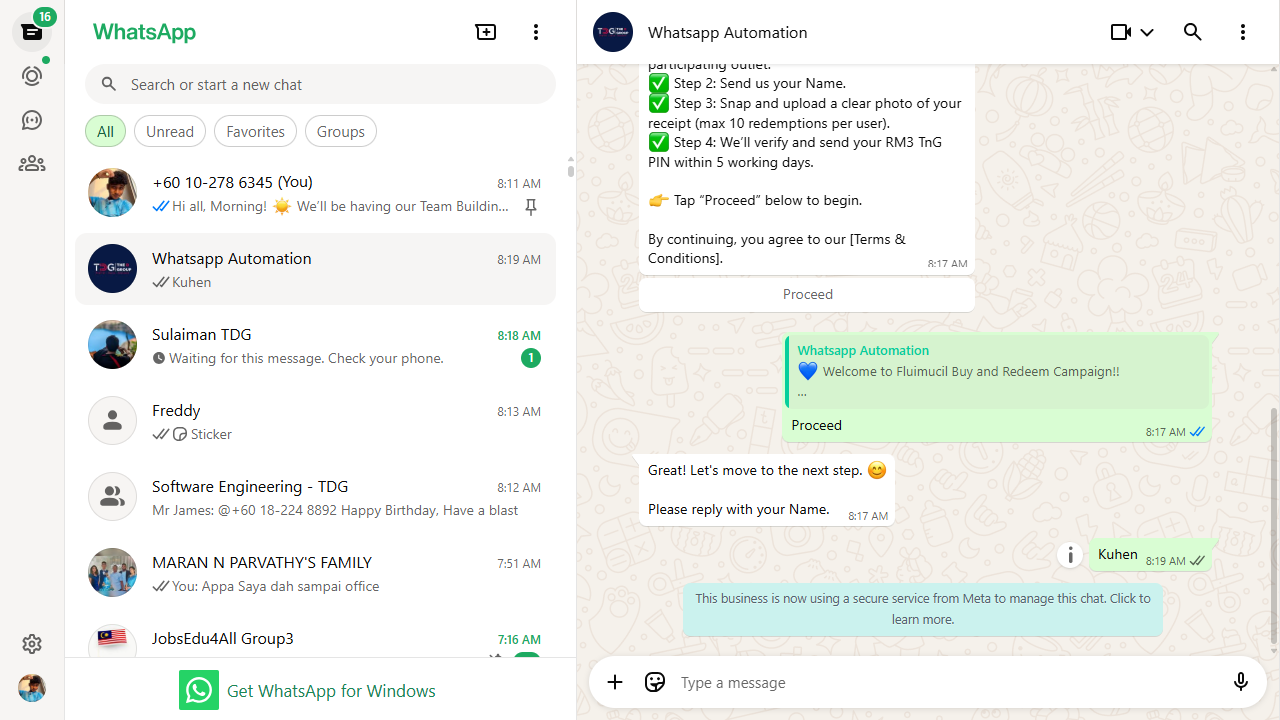 16
WhatsApp
Search or start a new chat
All
Unread
Favorites
Groups
+60 10-278 6345 (You)
8:11 AM
Hi all, Morning! ☀️ We'll be having our Team Buildin...
Whatsapp Automation
8:19 AM
Kuhen
Sulaiman TDG
8:18 AM
Waiting for this message. Check your phone.
1
Freddy
8:13 AM
Sticker
Software Engineering - TDG
8:12 AM
Mr James: @+60 18-224 8892 Happy Birthday, Have a blast
MARAN N PARVATHY'S FAMILY
7:51 AM
You: Appa Saya dah sampai office
JobsEdu4All Group3
7:16 AM
Get WhatsApp for Windows
Whatsapp Automation
participating outlet.
✅ Step 2: Send us your Name.
✅ Step 3: Snap and upload a clear photo of your
receipt (max 10 redemptions per user).
✅ Step 4: We'll verify and send your RM3 TnG
PIN within 5 working days.
👉 Tap “Proceed” below to begin.
By continuing, you agree to our [Terms &
Conditions].
8:17 AM
Proceed
Whatsapp Automation
💙 Welcome to Fluimucil Buy and Redeem Campaign!!
...
Proceed
8:17 AM
Great! Let's move to the next step. 😊
Please reply with your Name.
8:17 AM
Kuhen
8:19 AM
This business is now using a secure service from Meta to manage this chat. Click to
learn more.
Type a message